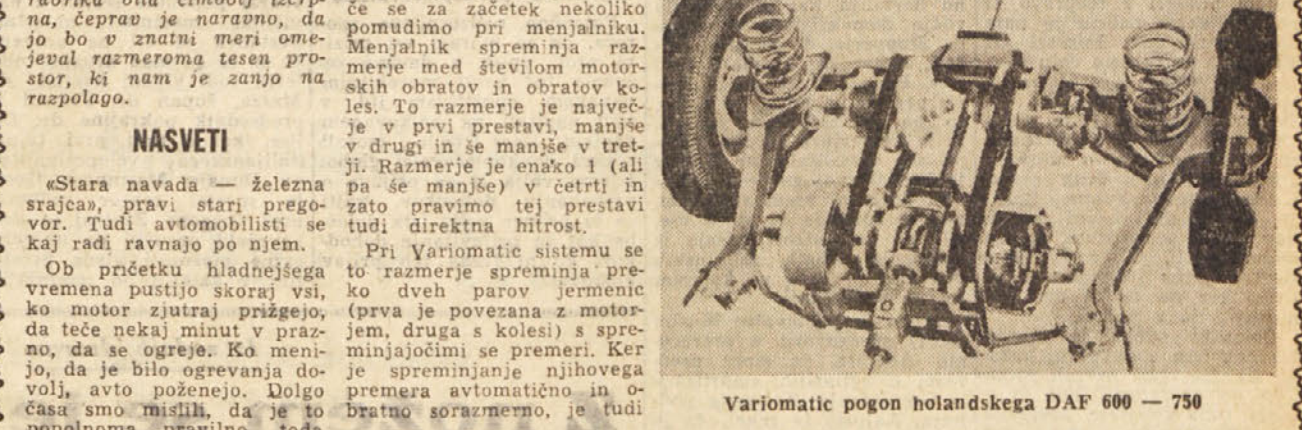 na, čeprav je naravno, da
jo bo v znatni meri ome-
jeval razmeroma tesen pro-
stor, ki nam je zanjo na
razpolago.
NASVETI
«Stara navada — železna
srajca», pravi stari prego-
vor. Tudi avtomobilisti se
kaj radi ravnajo po njem.
Ob pričetku hladnejšega
vremena pustijo skoraj vsi,
ko motor zjutraj prižgejo,
da teče nekaj minut v praz-
no, da se ogreje. Ko meni-
jo, da je bilo ogrevanja do-
volj, avto poženejo. Dolgo
časa smo mislili, da je to
popolnoma pravilno, toda
če se za začetek nekoliko
pomudimo pri menjalniku.
Menjalnik spreminja raz-
merje med številom motor-
skih obratov in obratov ko-
les. To razmerje je največ-
je v prvi prestavi, manjše
v drugi in še manjše v tret-
ji. Razmerje je enako 1 (ali
pa še manjše) v četrti in
zato pravimo tej prestavi
tudi direktna hitrost.
Pri Variomatic sistemu se
to razmerje spreminja pre-
ko dveh parov jermenic
(prva je povezana z motor-
jem, druga s kolesi) s spre-
minjajočimi se premeri. Ker
je spreminjanje njihovega
premera avtomatično in o-
bratno sorazmerno, je tudi
Variomatic pogon holandskega DAF 600 — 750